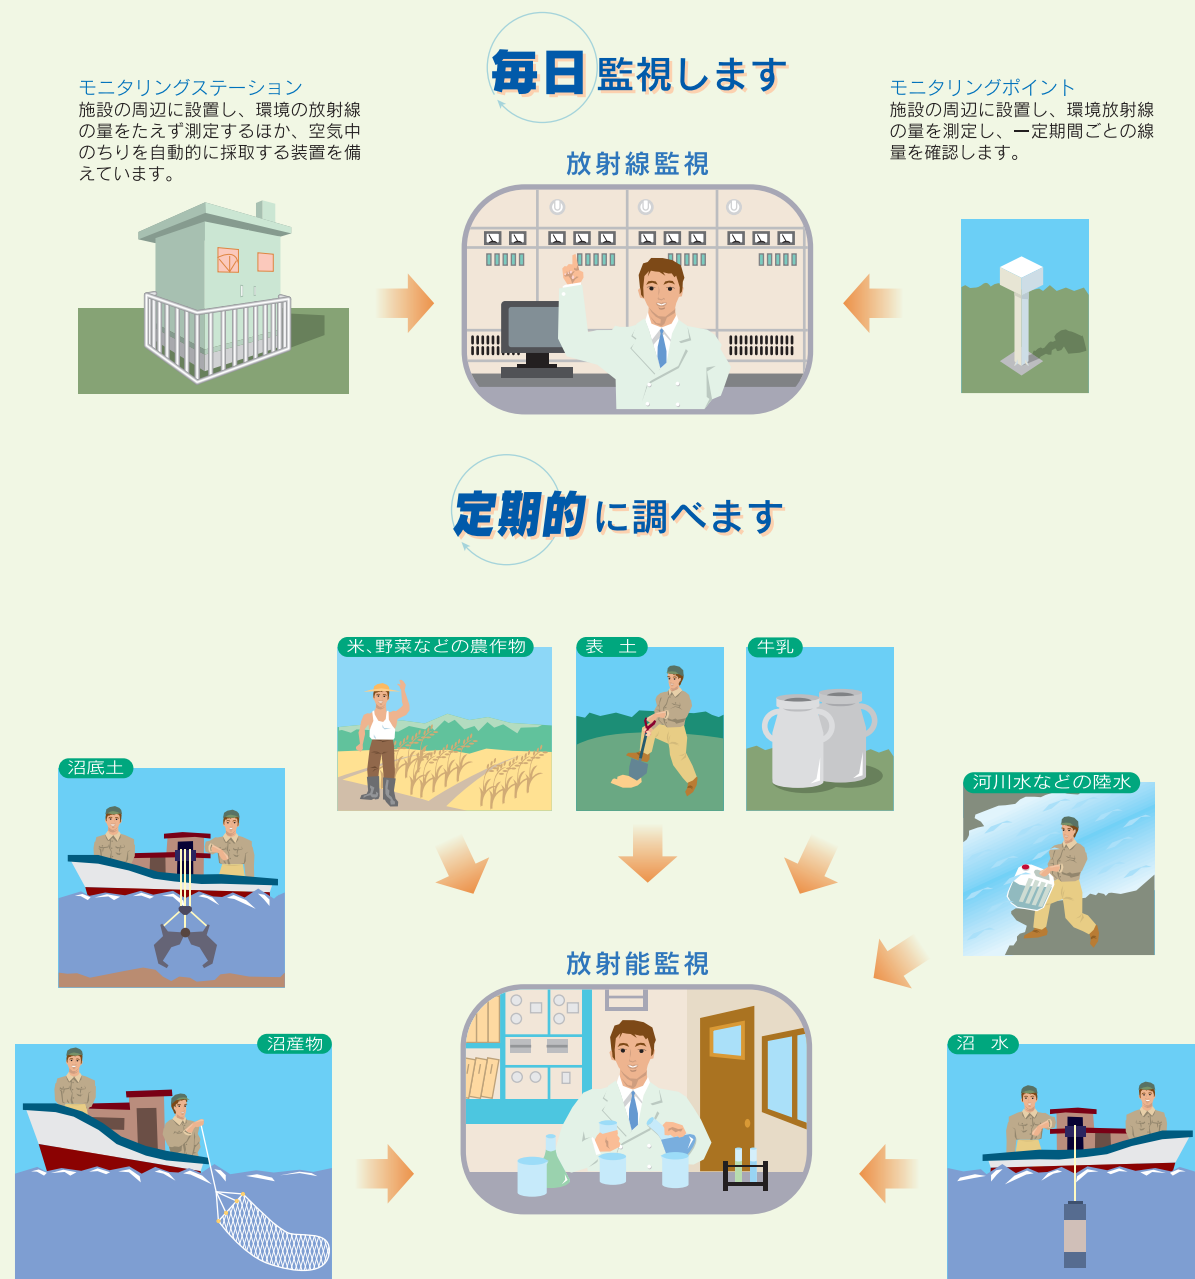 毎日監視します
モニタリングステーション
施設の周辺に設置し、環境の放射線
の量をたえず測定するほか、空気中
のちりを自動的に採取する装置を備
えています。
モニタリングポイント
施設の周辺に設置し、環境放射線
の量を測定し、一定期間ごとの線
量を確認します。
放射線監視
定期的に調べます
米、野菜などの農作物
表　土
牛乳
沼底土
河川水などの陸水
放射能監視
沼産物
沼　水